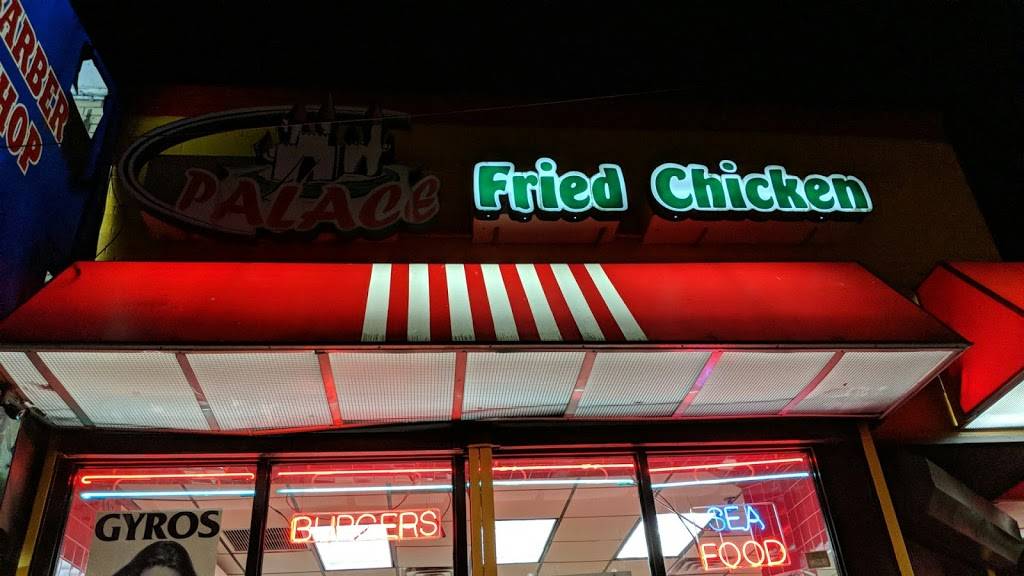 BARBER
SHOP
PALACE
Fried Chicken
GYROS
BURGERS
SEA
FOOD